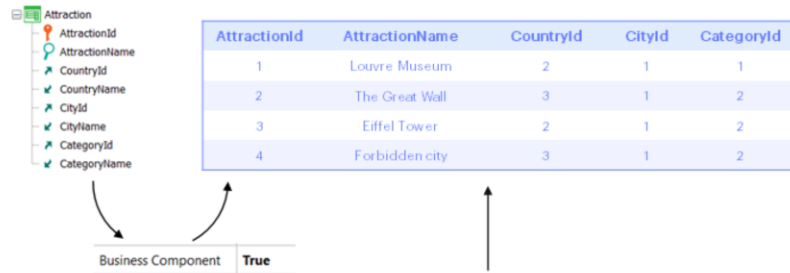 Attraction
AttractionId
AttractionName
CountryId
CountryName
CityId
CityName
CategoryId
CategoryName
AttractionId AttractionName CountryId CityId CategoryId
1 Louvre Museum 2 1 1
2 The Great Wall 3 1 2
3 Eiffel Tower 2 1 2
4 Forbidden city 3 1 2
Business Component True